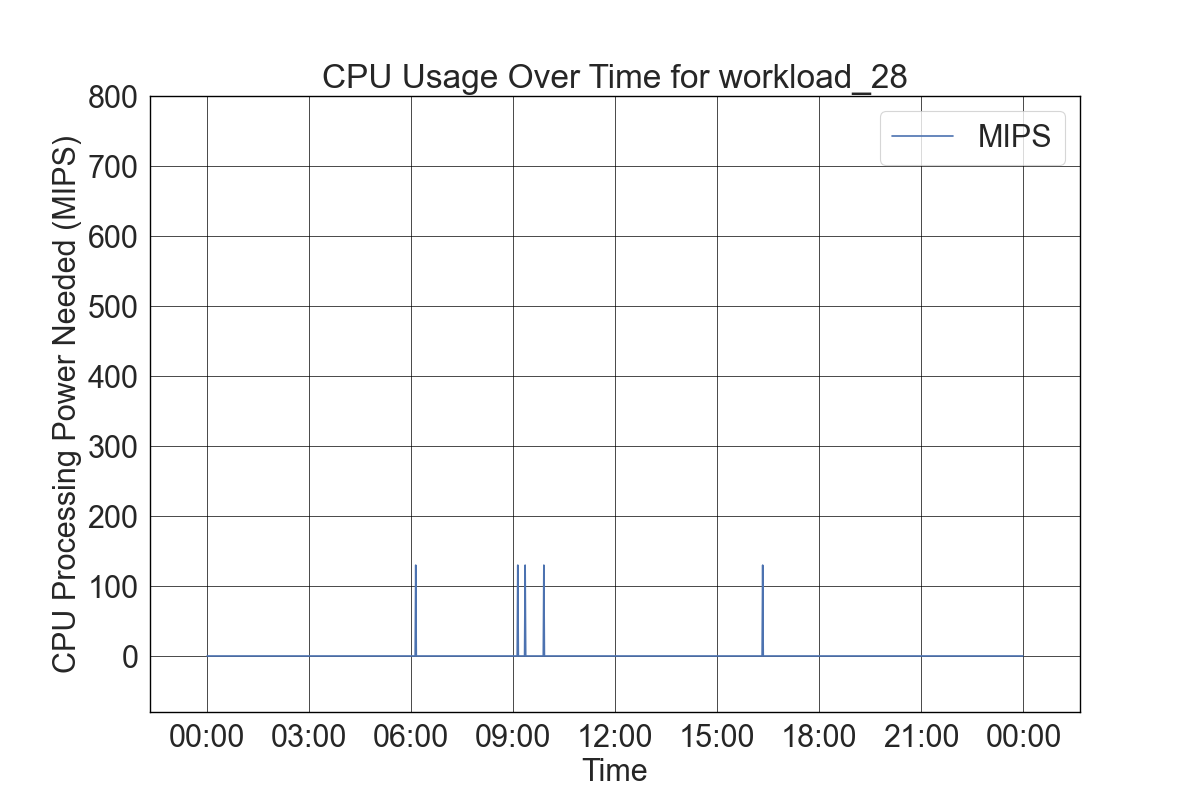 CPU Usage Over Time for workload_28
MIPS
CPU Processing Power Needed (MIPS)
800
700
600
500
400
300
200
100
0
00:00 03:00 06:00 09:00 12:00 15:00 18:00 21:00 00:00
Time